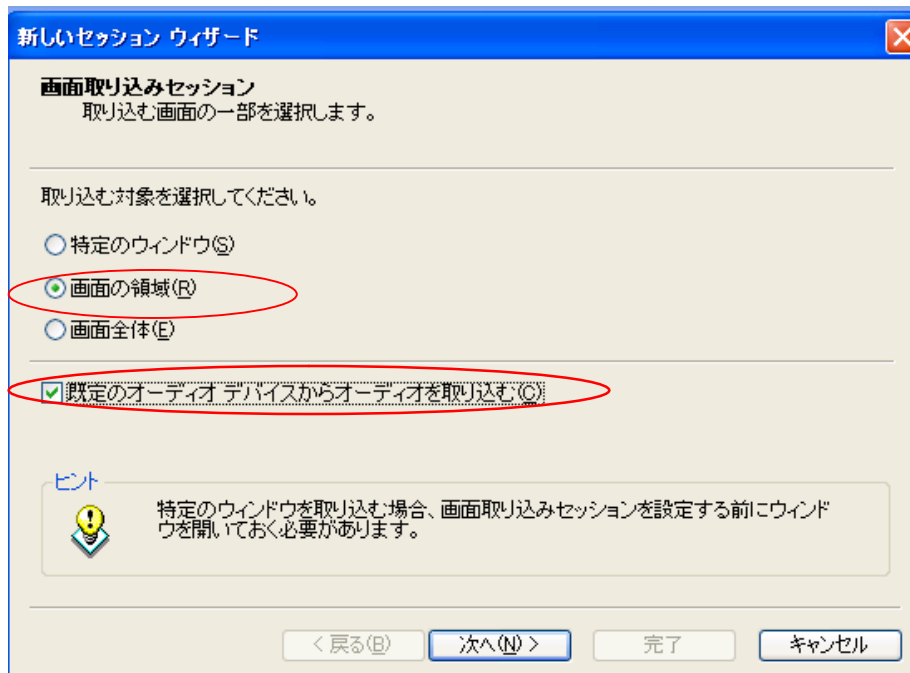 新しいセッション ウィザード
画面取り込みセッション
取り込む画面の一部を選択します。
取り込む対象を選択してください。
特定のウィンドウ(S)
画面の領域(R)
画面全体(E)
既定のオーディオ デバイスからオーディオを取り込む(C)
ヒント
特定のウィンドウを取り込む場合、画面取り込みセッションを設定する前にウィンド
ウを開いておく必要があります。
< 戻る(B) 次へ(N) > 完了 キャンセル